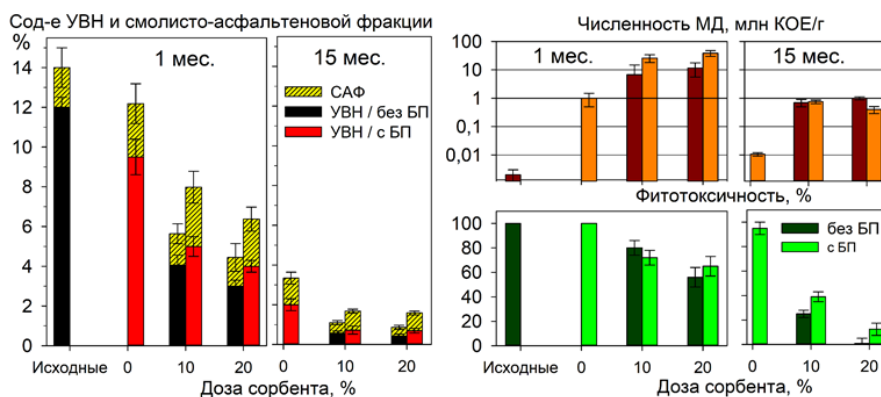 Сод-е УВН и смолисто-асфальтеновой фракции
%
1 мес.
15 мес.
САФ
УВН / без БП
УВН / с БП
14
12
10
8
6
4
2
0
Исходные 0 10 20 0 10 20
Доза сорбента, %
Численность МД, млн КОЕ/г
100
10
1
0,1
0,01
1 мес.
15 мес.
Фитотоксичность, %
100
80
60
40
20
0
без БП
с БП
Исходные 0 10 20 0 10 20
Доза сорбента, %